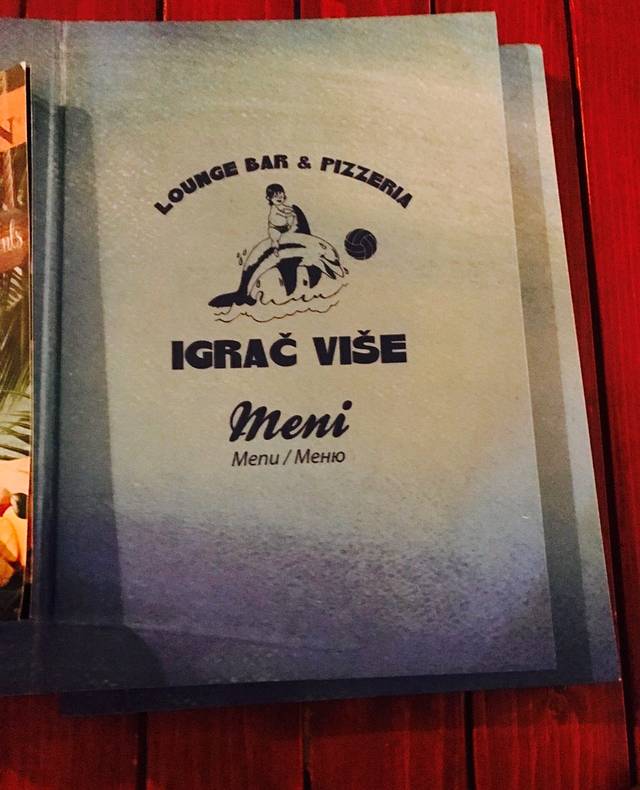 LOUNGE BAR & PIZZERIA
IGRAČ VIŠE
Meni
Menu / Меню